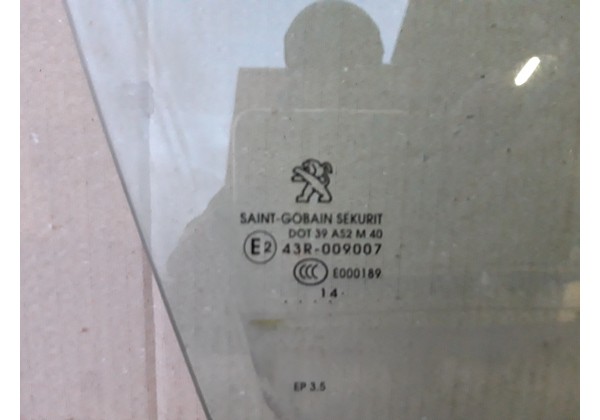 SAINT-GOBAIN SEKURIT
DOT 39 AS2 M 40
E2 43R-009007
CCC E000189
. . 14 . . . . .
EP 3.5